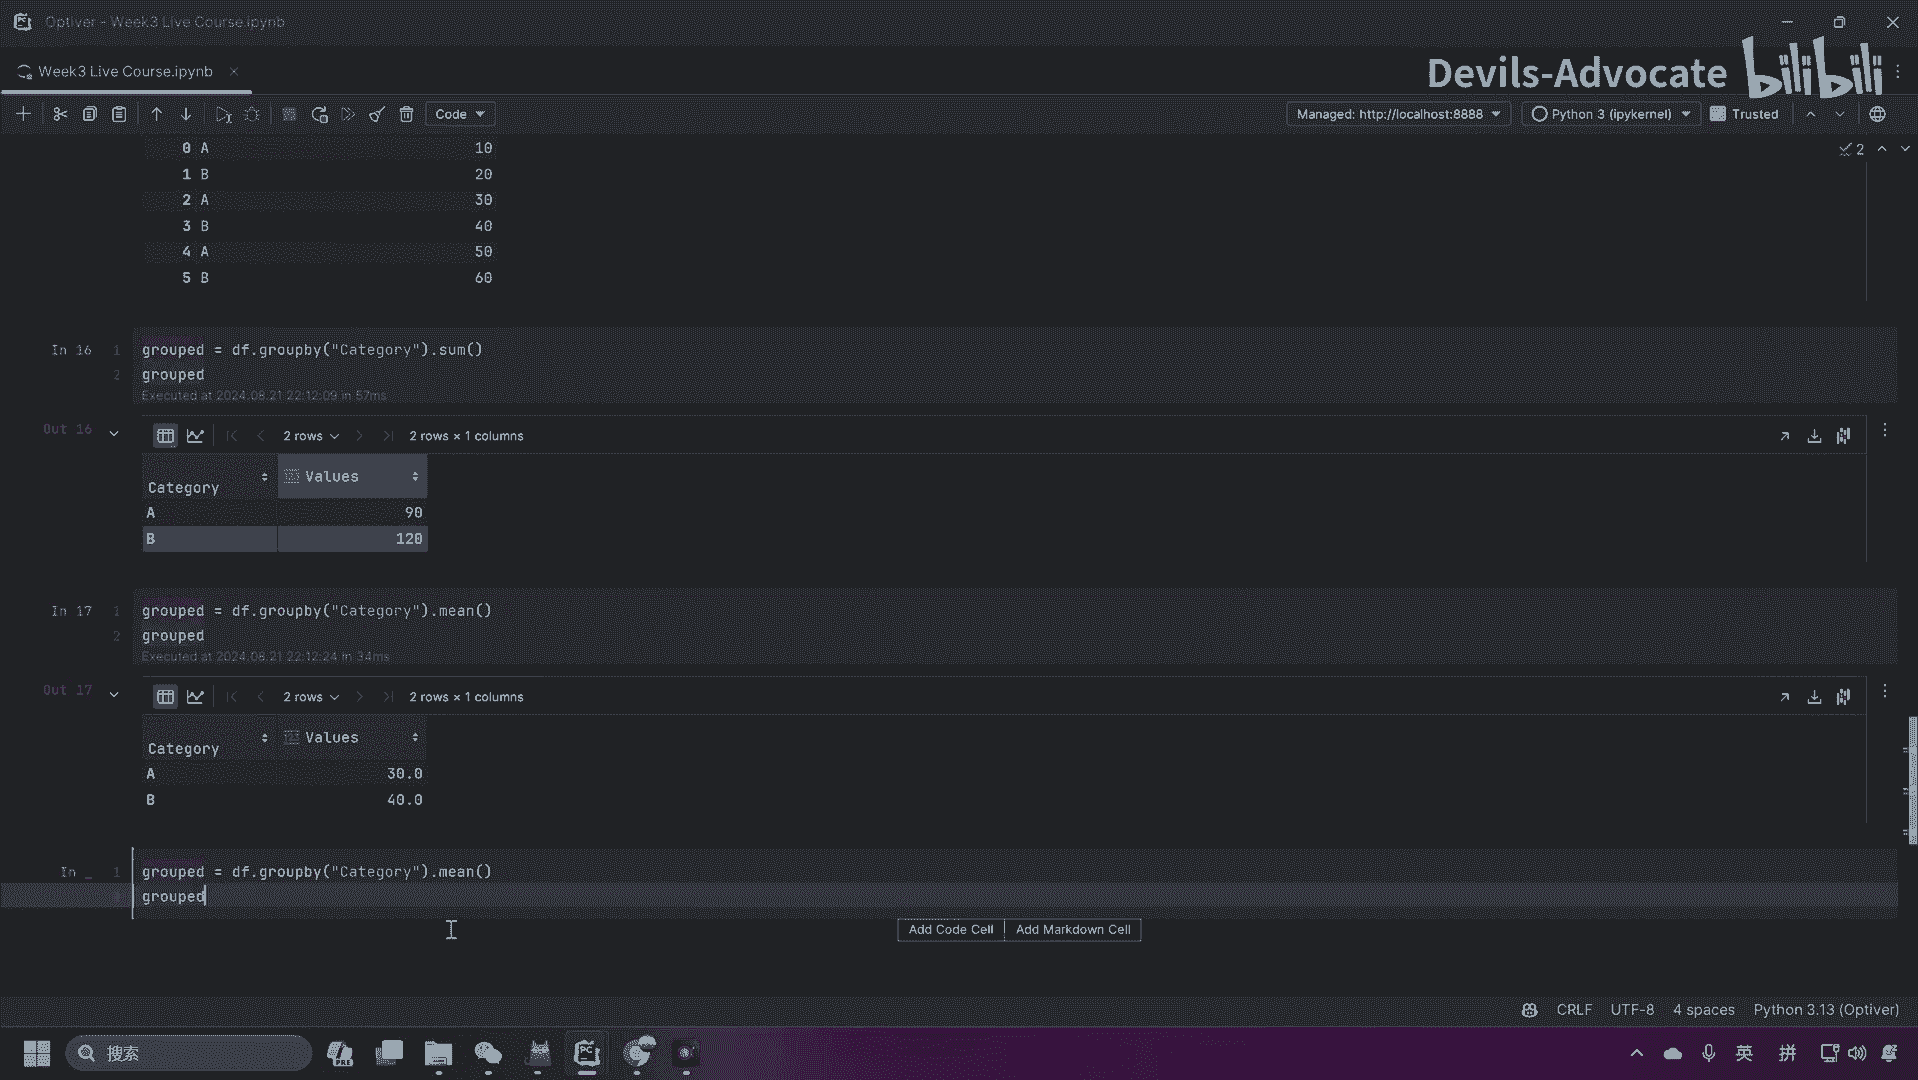 Optiver - Week3 Live Course.ipynb
Week3 Live Course.ipynb
Devils-Advocate bilibili
Code
Managed: http://localhost:8888
Python 3 (ipykernel)
Trusted
0 A 10
2
1 B 20
2 A 30
3 B 40
4 A 50
5 B 60
In 16
1 grouped = df.groupby("Category").sum()
2 grouped
Executed at 2024.08.21 22:12:09 in 57ms
Out 16
2 rows
2 rows × 1 columns
Category Values
A 90
B 120
In 17
1 grouped = df.groupby("Category").mean()
2 grouped
Executed at 2024.08.21 22:12:24 in 34ms
Out 17
2 rows
2 rows × 1 columns
Category Values
A 30.0
B 40.0
In _
1 grouped = df.groupby("Category").mean()
grouped
Add Code Cell
Add Markdown Cell
CRLF UTF-8 4 spaces Python 3.13 (Optiver)
搜索
PRE
PC
英
拼